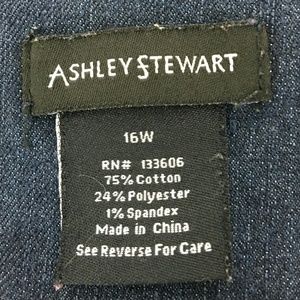 ASHLEY STEWART
16W
RN# 133606
75% Cotton
24% Polyester
1% Spandex
Made in China
See Reverse For Care